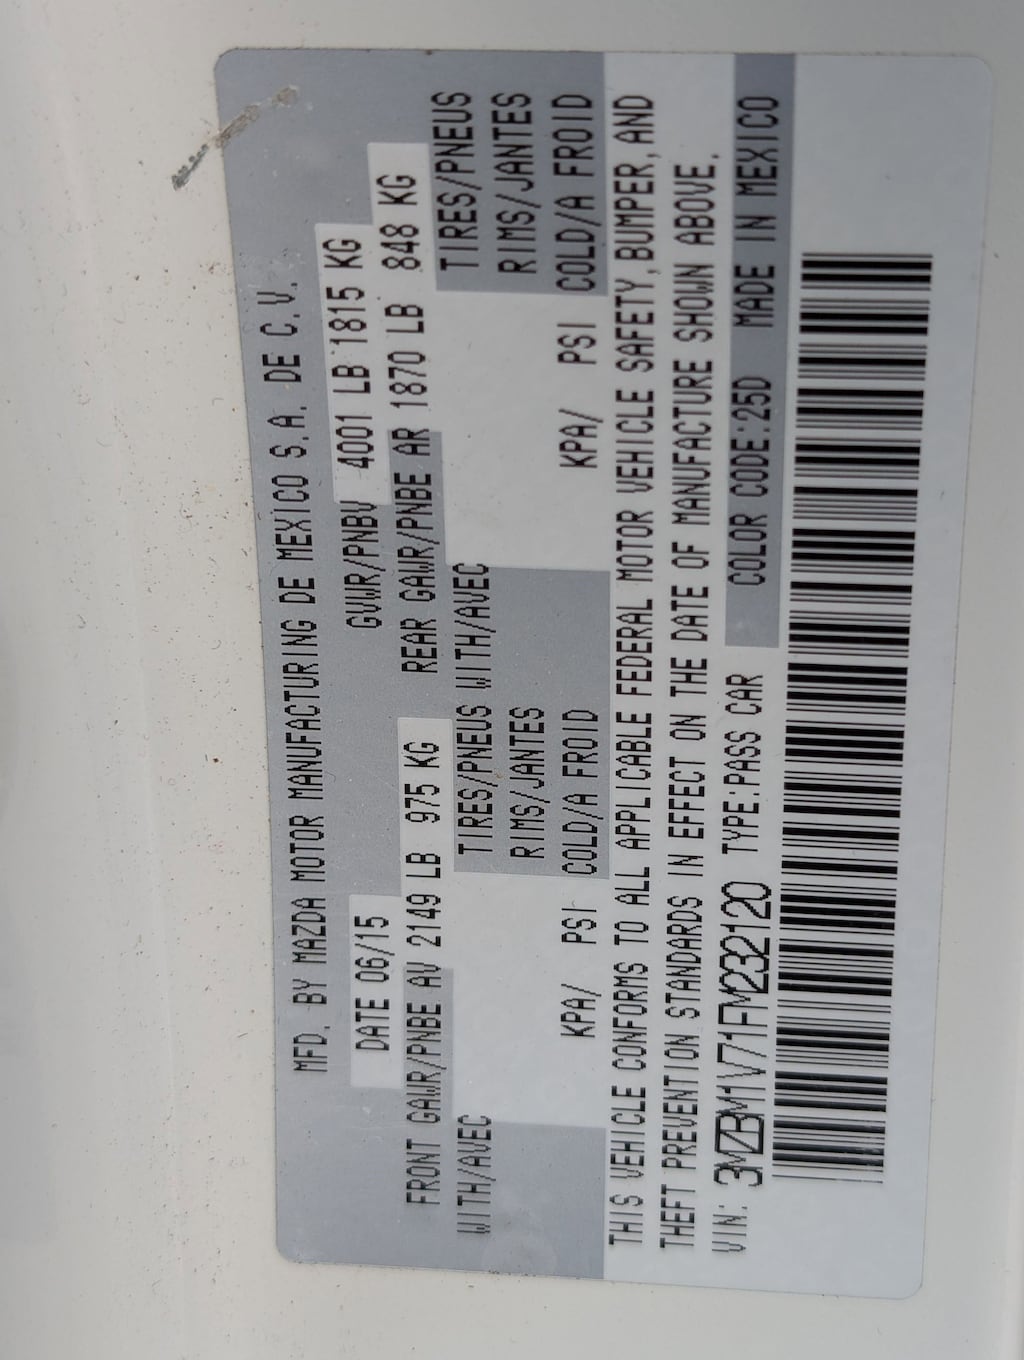 MFD. BY MAZDA MOTOR MANUFACTURING DE MEXICO S.A. DE C.V.
DATE 06/15 GVWR/PNBV 4001 LB 1815 KG
FRONT GAWR/PNBE AV 2149 LB 975 KG REAR GAWR/PNBE AR 1870 LB 848 KG
WITH/AVEC TIRES/PNEUS WITH/AVEC TIRES/PNEUS
RIMS/JANTES RIMS/JANTES
KPA/ PSI COLD/A FROID KPA/ PSI COLD/A FROID
THIS VEHICLE CONFORMS TO ALL APPLICABLE FEDERAL MOTOR VEHICLE SAFETY,BUMPER,AND
THEFT PREVENTION STANDARDS IN EFFECT ON THE DATE OF MANUFACTURE SHOWN ABOVE.
VIN: 3MZBM1V71FM232120 TYPE:PASS CAR COLOR CODE:25D MADE IN MEXICO